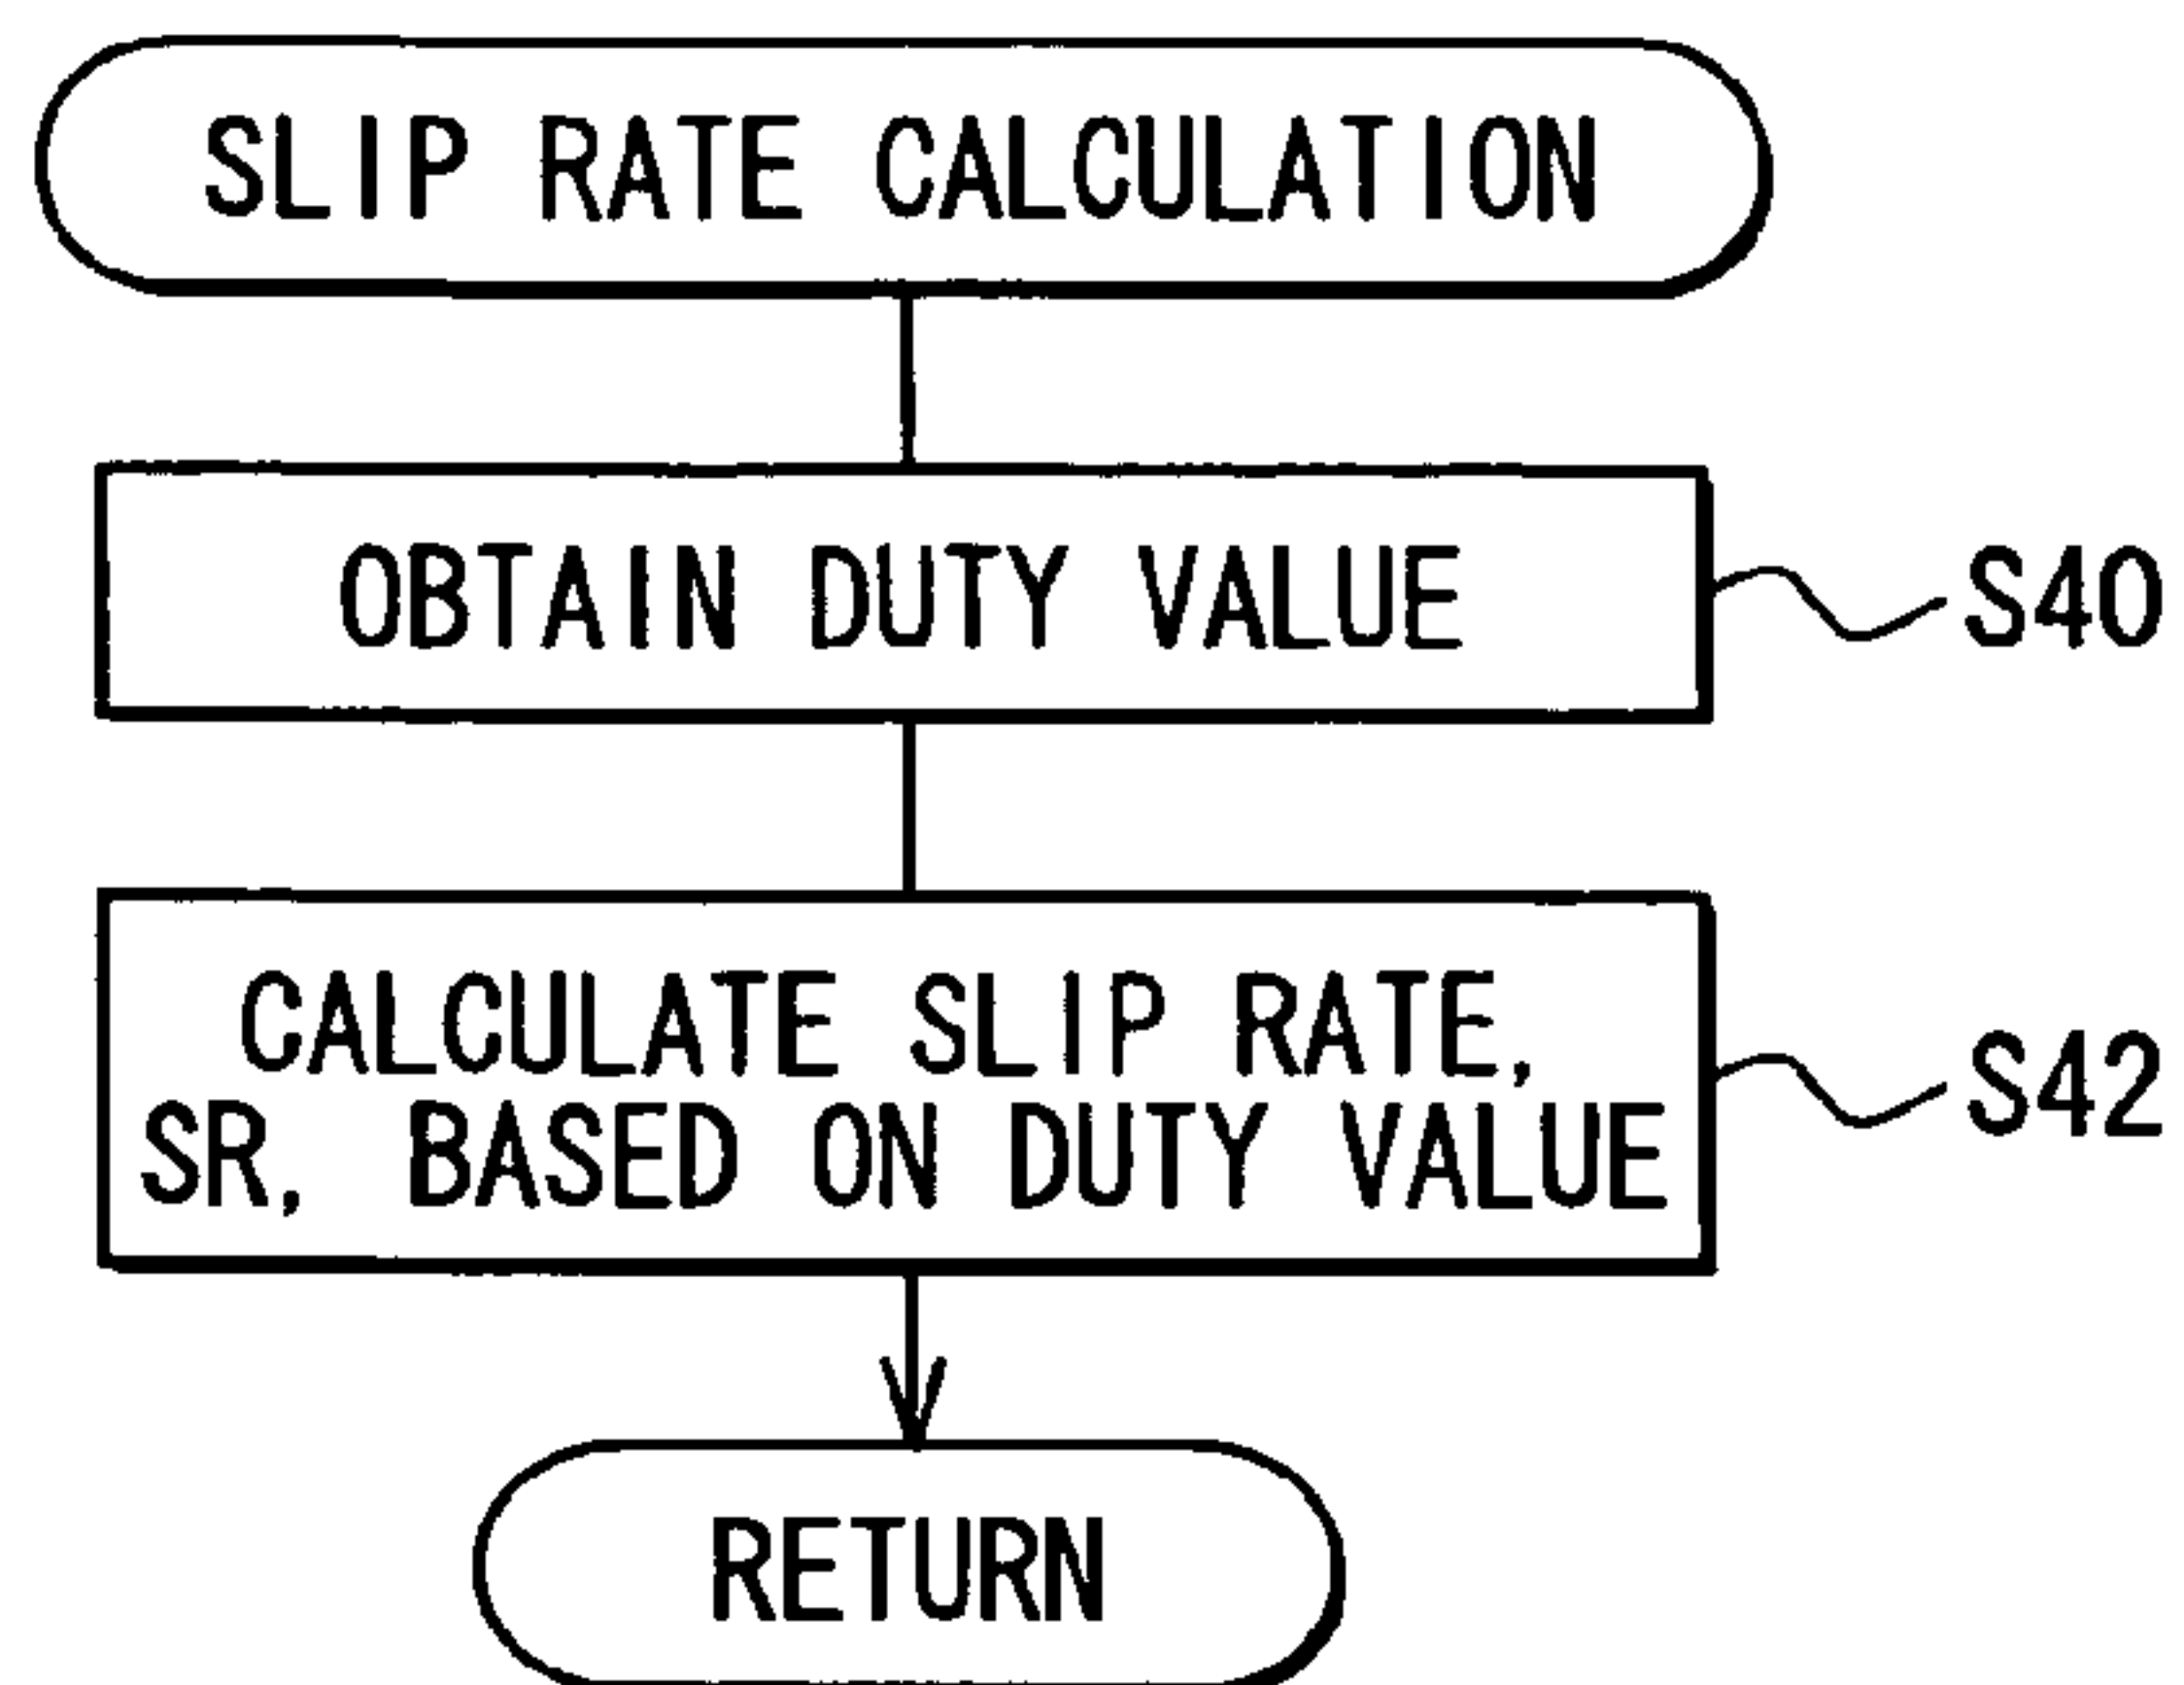 SLIP RATE CALCULATION
OBTAIN DUTY VALUE
S40
CALCULATE SLIP RATE,
SR, BASED ON DUTY VALUE
S42
RETURN